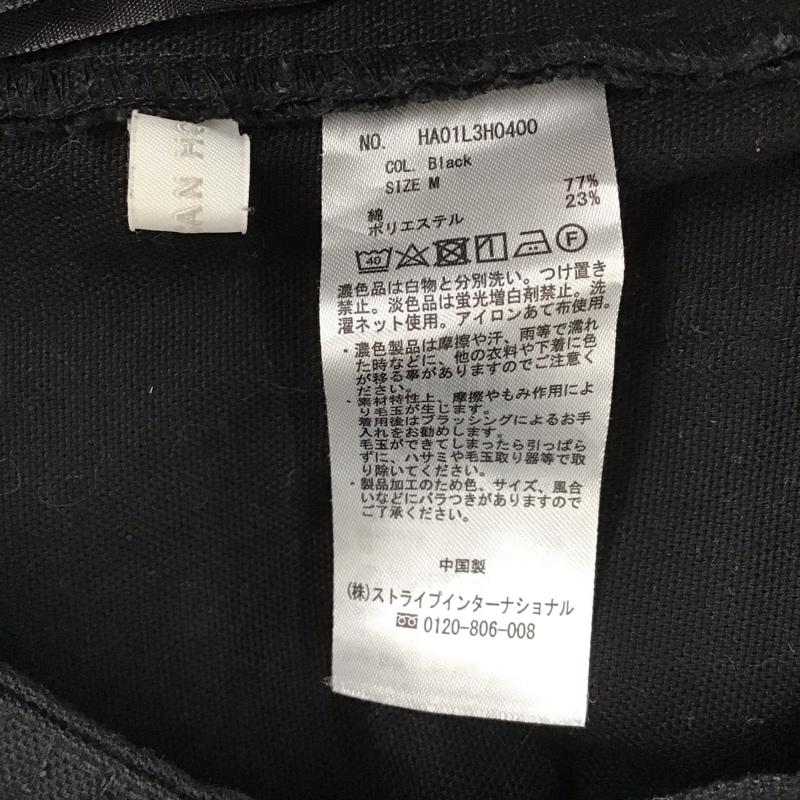 AN H
NO. HA01L3H0400
COL. Black
SIZE M
綿 77%
ポリエステル 23%
40 F
濃色品は白物と分別洗い。つけ置き
禁止。淡色品は蛍光増白剤禁止。洗
濯ネット使用。アイロンあて布使用。
・濃色製品は摩擦や汗、雨等で濡れ
た時などに、他の衣料や下着に色
が移る事がありますのでご注意く
ださい。
・素材特性上、摩擦やもみ作用によ
り毛玉が生じます。
着用後はブラッシングによるお手
入れをお勧めします。
毛玉ができてしまったら引っぱら
ずに、ハサミや毛玉取り器等で取
り除いてください。
・製品加工のため色、サイズ、風合
いなどにバラつきがありますので
ご了承ください。
中国製
(株)ストライプインターナショナル
0120-806-008